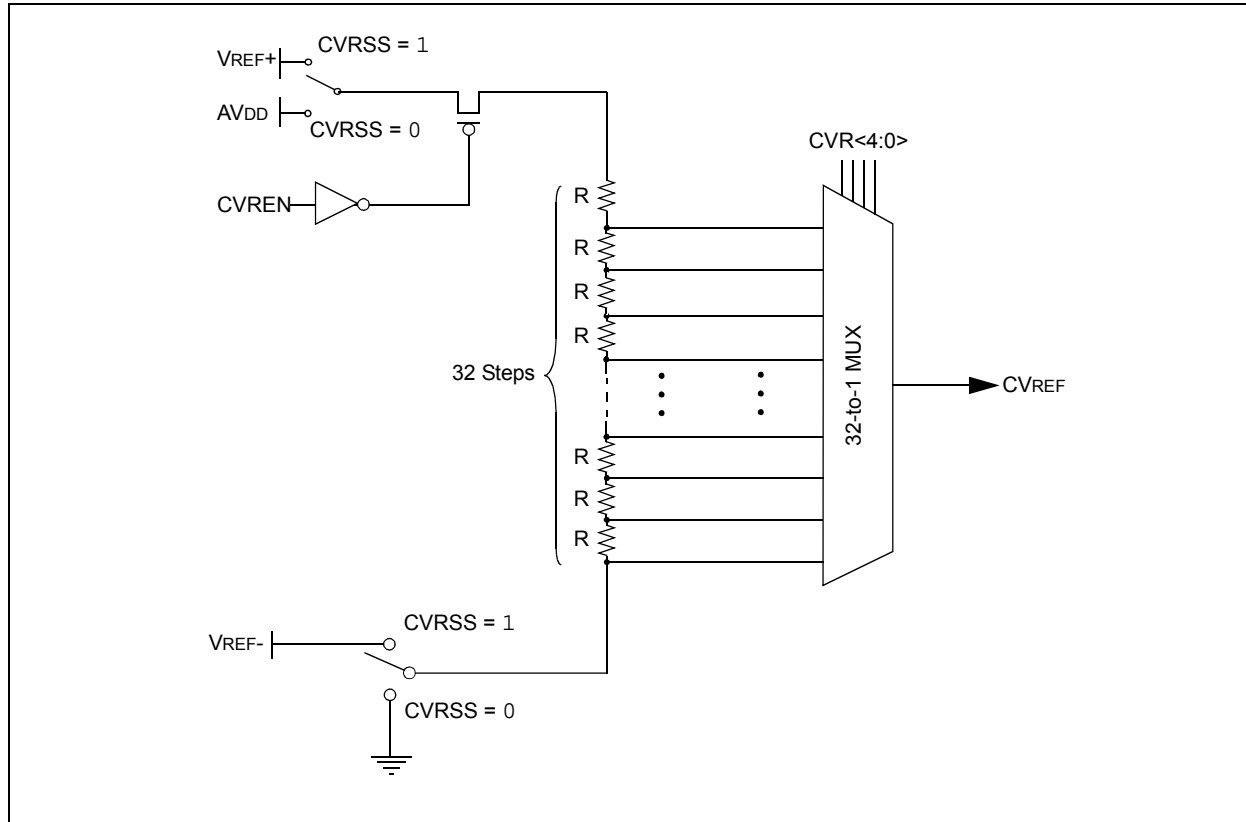 CVRSS = 1
VREF+
AVDD
CVRSS = 0
CVREN
CVR<4:0>
R
R
R
R
32 Steps
R
R
R
32-to-1 MUX
CVREF
CVRSS = 1
VREF-
CVRSS = 0